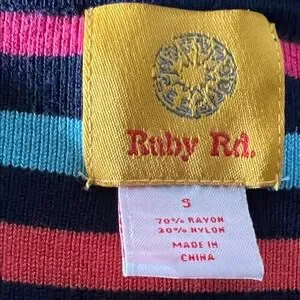 Ruby Rd.
S
70% RAYON
30% NYLON
MADE IN
CHINA